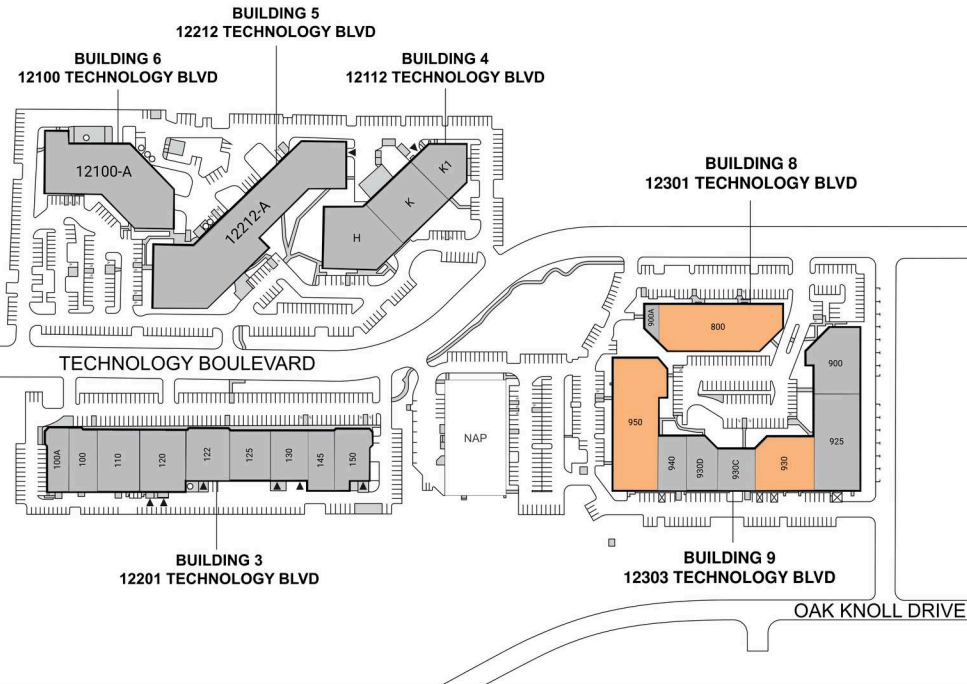 BUILDING 5
12212 TECHNOLOGY BLVD
BUILDING 6
12100 TECHNOLOGY BLVD
BUILDING 4
12112 TECHNOLOGY BLVD
12100-A
12212-A
H
K
K1
BUILDING 8
12301 TECHNOLOGY BLVD
900A
800
900
TECHNOLOGY BOULEVARD
950
940
930D
930C
930
925
NAP
100A
100
110
120
122
125
130
145
150
BUILDING 3
12201 TECHNOLOGY BLVD
BUILDING 9
12303 TECHNOLOGY BLVD
OAK KNOLL DRIVE